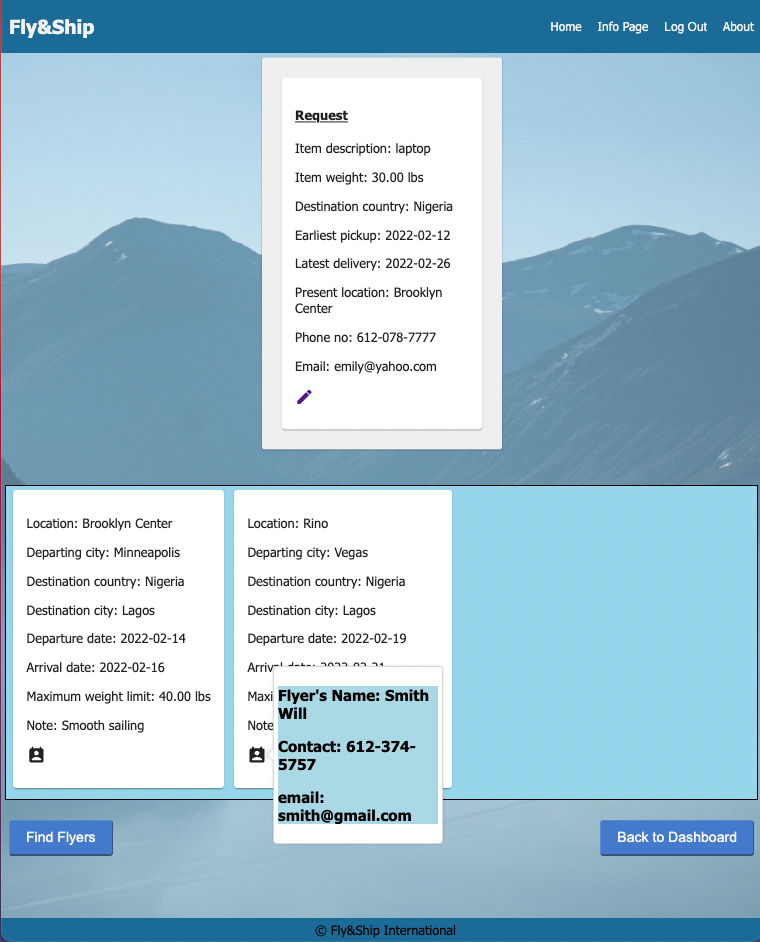 Fly&Ship
Home Info Page Log Out About
Request
Item description: laptop
Item weight: 30.00 lbs
Destination country: Nigeria
Earliest pickup: 2022-02-12
Latest delivery: 2022-02-26
Present location: Brooklyn
Center
Phone no: 612-078-7777
Email: emily@yahoo.com
Location: Brooklyn Center
Departing city: Minneapolis
Destination country: Nigeria
Destination city: Lagos
Departure date: 2022-02-14
Arrival date: 2022-02-16
Maximum weight limit: 40.00 lbs
Note: Smooth sailing
Location: Rino
Departing city: Vegas
Destination country: Nigeria
Destination city: Lagos
Departure date: 2022-02-19
Arrival date: 2022-02-21
Maxi
Note
Flyer's Name: Smith
Will
Contact: 612-374-
5757
email:
smith@gmail.com
Find Flyers
Back to Dashboard
© Fly&Ship International